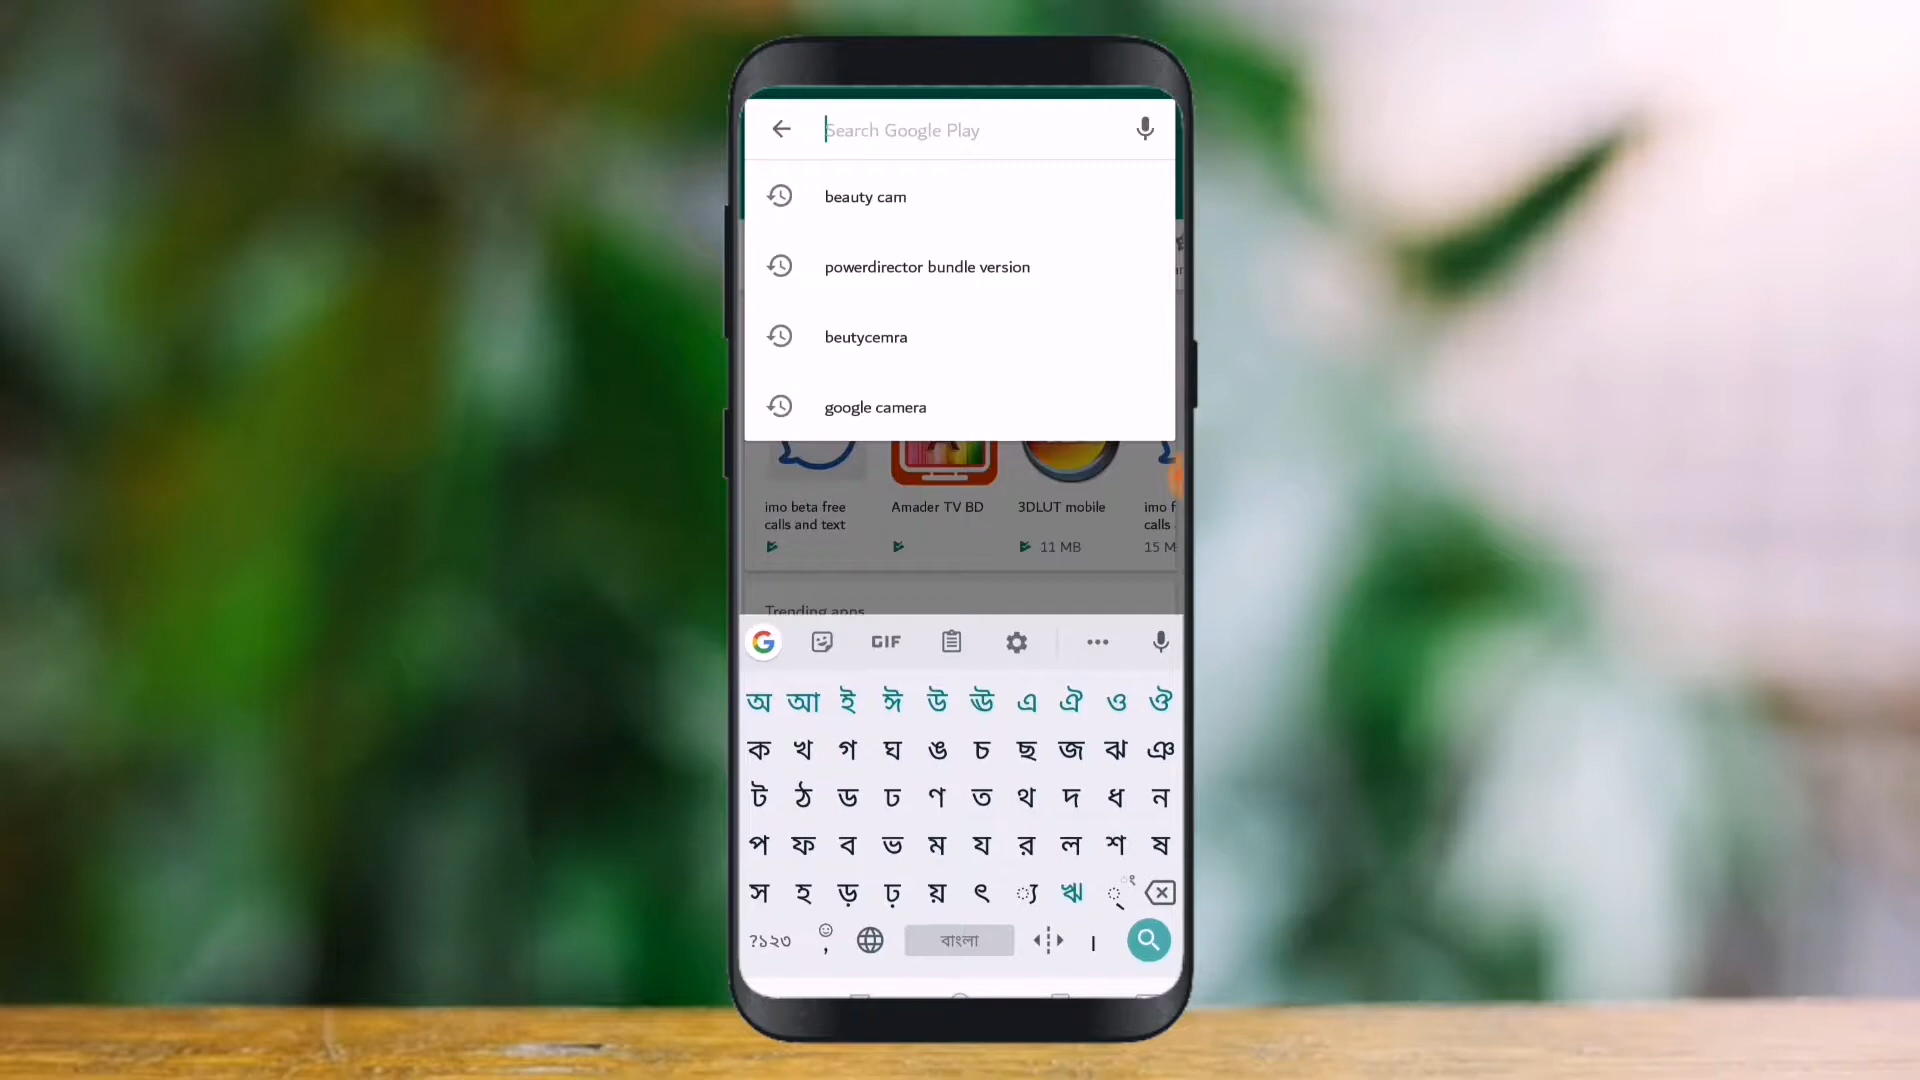 Search Google Play
beauty cam
powerdirector bundle version
beutycemra
google camera
imo beta free
calls and text
Amader TV BD
3DLUT mobile
11 MB
imo f
calls
15 M
Trending apps
GIF
অ আ ই ঈ উ ঊ এ ঐ ও ঔ
ক খ গ ঘ ঙ চ ছ জ ঝ ঞ
ট ঠ ড ঢ ণ ত থ দ ধ ন
প ফ ব ভ ম য র ল শ ষ
স হ ড় ঢ় য় ৎ ্য ঋ ্
?১২৩ , বাংলা ।